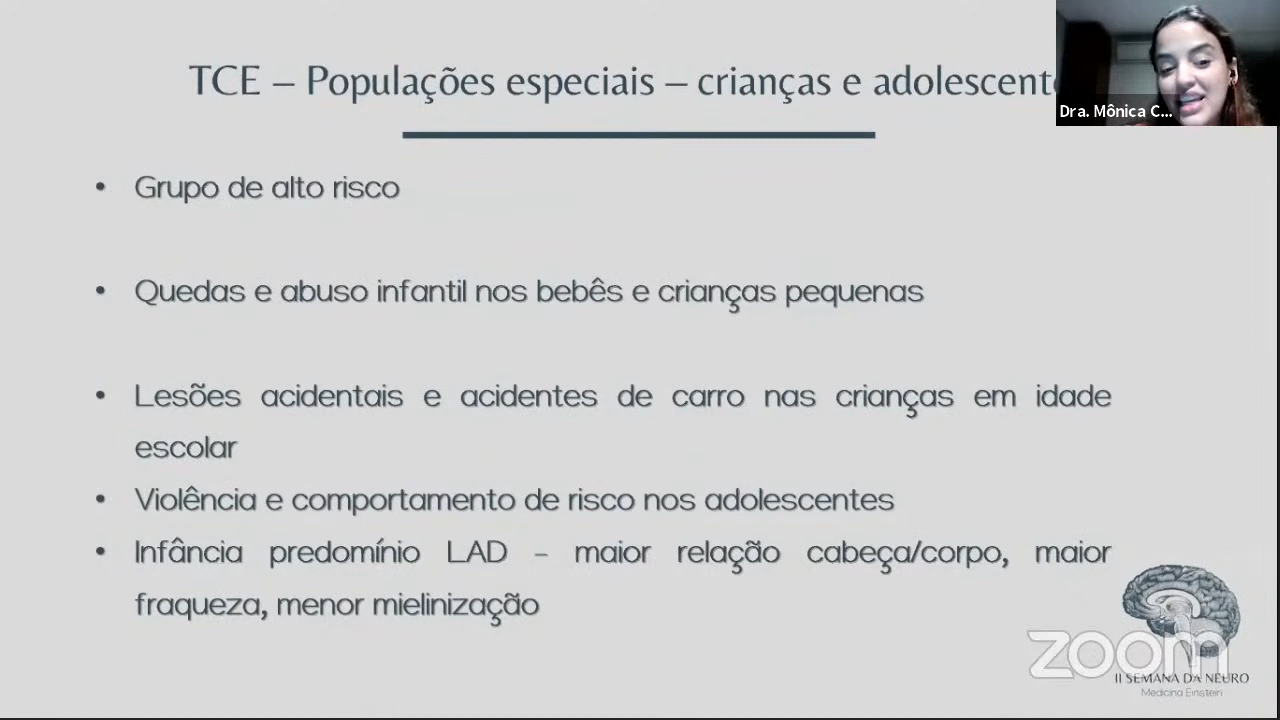 TCE – Populações especiais – crianças e adolescent
Dra. Mônica C...
• Grupo de alto risco
• Quedas e abuso infantil nos bebês e crianças pequenas
• Lesões acidentais e acidentes de carro nas crianças em idade
escolar
• Violência e comportamento de risco nos adolescentes
• Infância predomínio LAD – maior relação cabeça/corpo, maior
fraqueza, menor mielinização
zoom
II SEMANA DA NEURO
Medicina Einstein